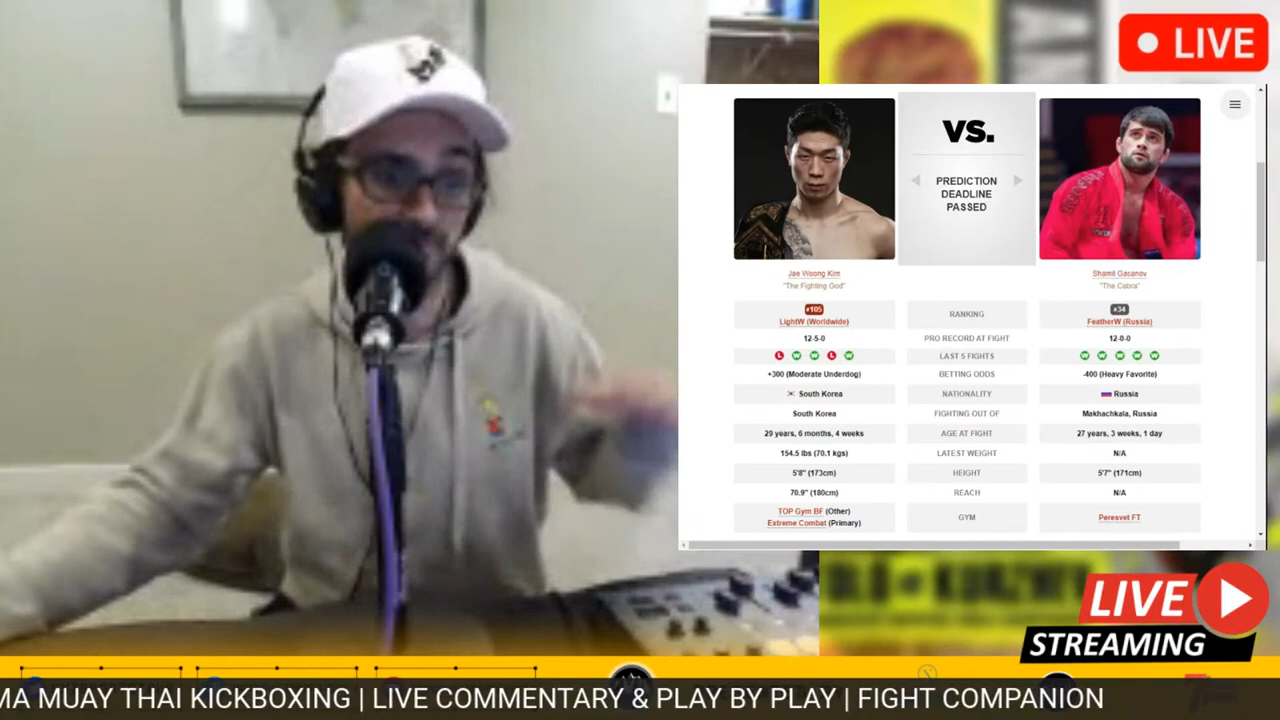 LIVE
VS.
PREDICTION
DEADLINE
PASSED
Jae Woong Kim
"The Fighting God"
Shamil Gasanov
"The Cobra"
#105
LightW (Worldwide)
RANKING
#34
FeatherW (Russia)
12-5-0
PRO RECORD AT FIGHT
12-0-0
L W W L W
LAST 5 FIGHTS
W W W W W
+300 (Moderate Underdog)
BETTING ODDS
-400 (Heavy Favorite)
South Korea
NATIONALITY
Russia
South Korea
FIGHTING OUT OF
Makhachkala, Russia
29 years, 6 months, 4 weeks
AGE AT FIGHT
27 years, 3 weeks, 1 day
154.5 lbs (70.1 kgs)
LATEST WEIGHT
N/A
5'8" (173cm)
HEIGHT
5'7" (171cm)
70.9" (180cm)
REACH
N/A
TOP Gym BF (Other)
Extreme Combat (Primary)
GYM
Peresvet FT
LIVE
STREAMING
MA MUAY THAI KICKBOXING | LIVE COMMENTARY & PLAY BY PLAY | FIGHT COMPANION